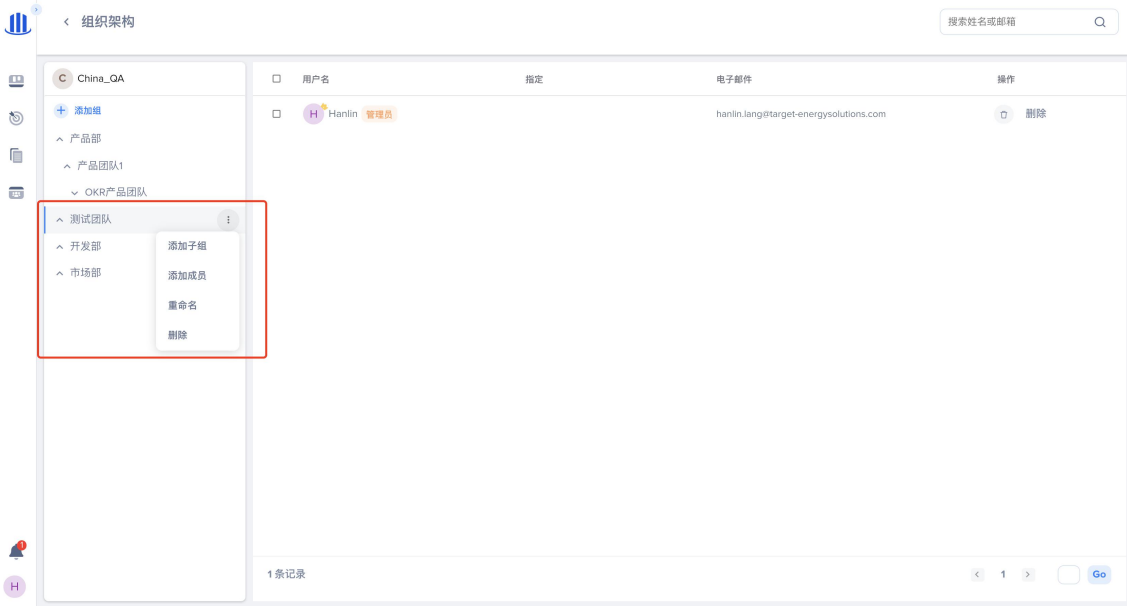 组织架构
搜索姓名或邮箱
C China_QA
添加组
产品部
产品团队1
OKR产品团队
测试团队
开发部
市场部
添加子组
添加成员
重命名
删除
用户名 指定 电子邮件 操作
H Hanlin 管理员 hanlin.lang@target-energysolutions.com 删除
1
H
1 条记录
1
Go